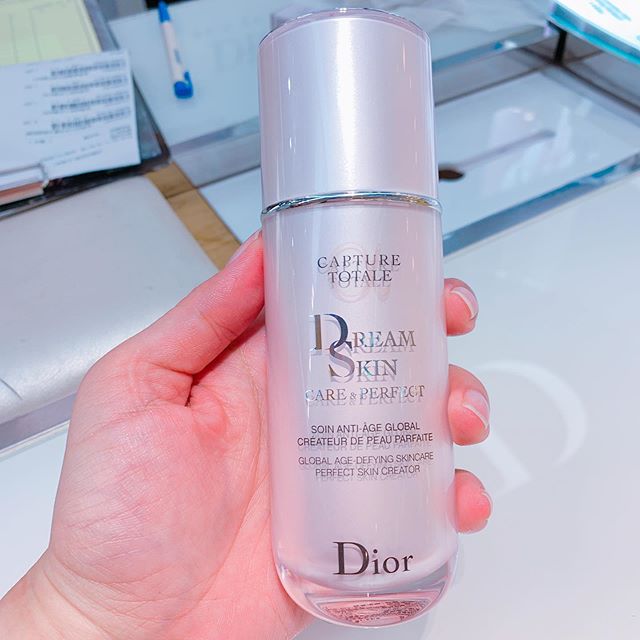 Dior
CAPTURE
TOTALE
DREAM
SKIN
CARE & PERFECT
SOIN ANTI-ÂGE GLOBAL
CRÉATEUR DE PEAU PARFAITE
GLOBAL AGE-DEFYING SKINCARE
PERFECT SKIN CREATOR
Dior